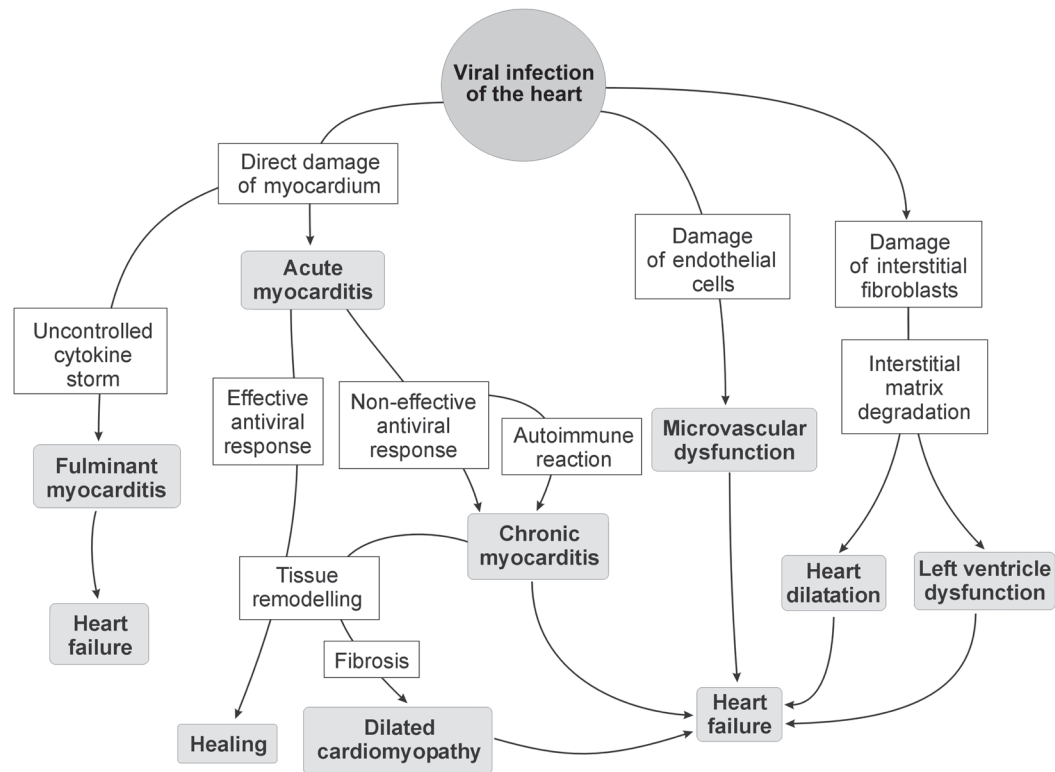 Viral infection
of the heart
Direct damage
of myocardium
Acute
myocarditis
Damage
of endothelial
cells
Damage
of interstitial
fibroblasts
Uncontrolled
cytokine
storm
Effective
antiviral
response
Non-effective
antiviral
response
Autoimmune
reaction
Interstitial
matrix
degradation
Microvascular
dysfunction
Fulminant
myocarditis
Chronic
myocarditis
Heart
dilatation
Left ventricle
dysfunction
Tissue
remodelling
Heart
failure
Fibrosis
Healing
Dilated
cardiomyopathy
Heart
failure